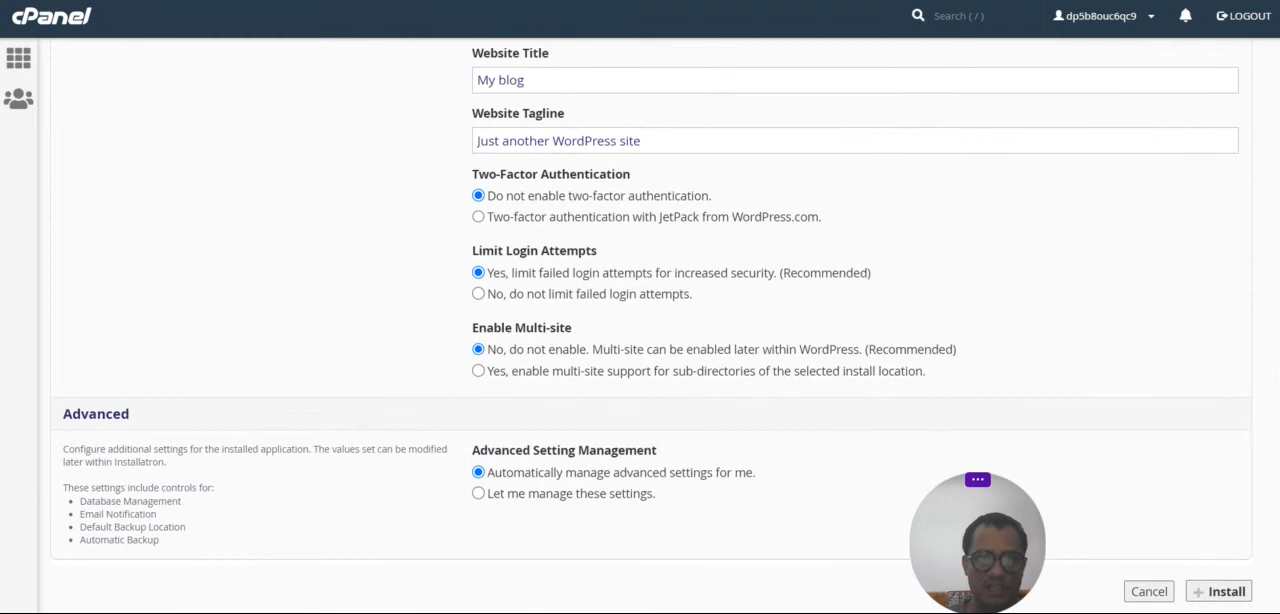 cPanel
Search ( / )
dp5b8ouc6qc9
LOGOUT
Website Title
My blog
Website Tagline
Just another WordPress site
Two-Factor Authentication
Do not enable two-factor authentication.
Two-factor authentication with JetPack from WordPress.com.
Limit Login Attempts
Yes, limit failed login attempts for increased security. (Recommended)
No, do not limit failed login attempts.
Enable Multi-site
No, do not enable. Multi-site can be enabled later within WordPress. (Recommended)
Yes, enable multi-site support for sub-directories of the selected install location.
Advanced
Configure additional settings for the installed application. The values set can be modified
later within Installatron.
These settings include controls for:
Database Management
Email Notification
Default Backup Location
Automatic Backup
Advanced Setting Management
Automatically manage advanced settings for me.
Let me manage these settings.
Cancel
+ Install